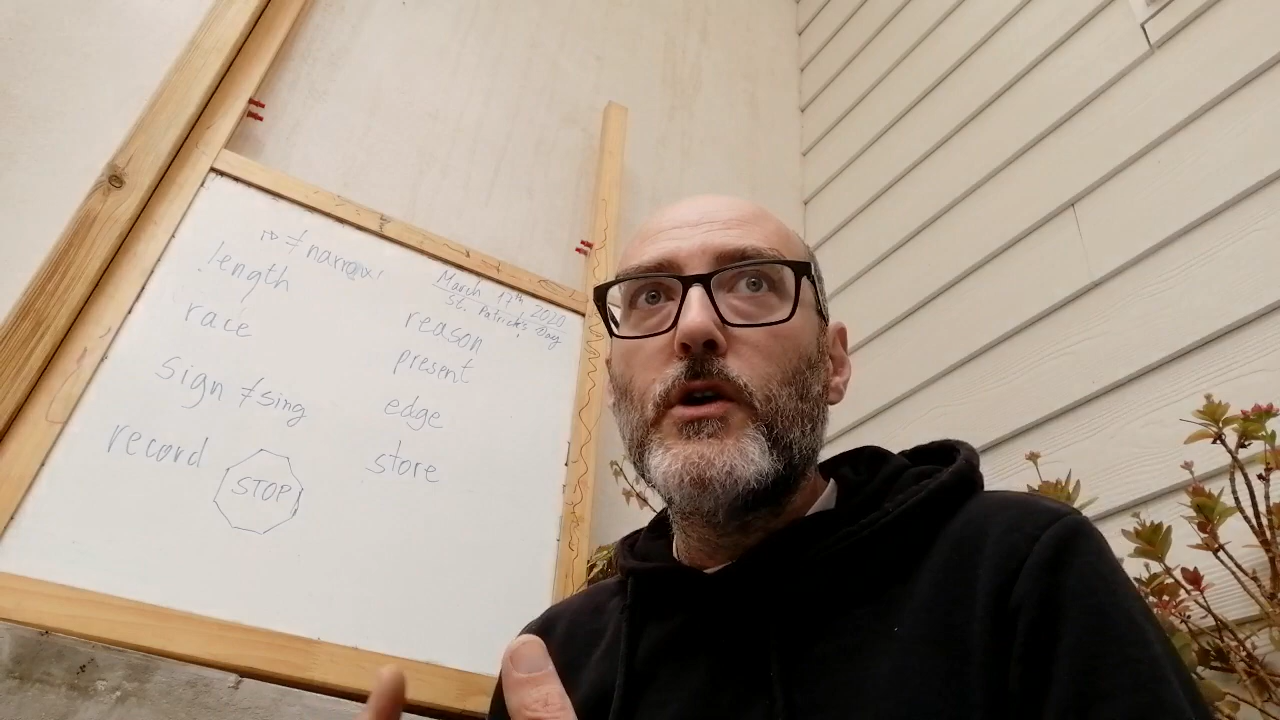 ≠ narrow
length
race
sign ≠ sing
record
STOP
March 17th 2020
St. Patrick's Day
reason
present
edge
store